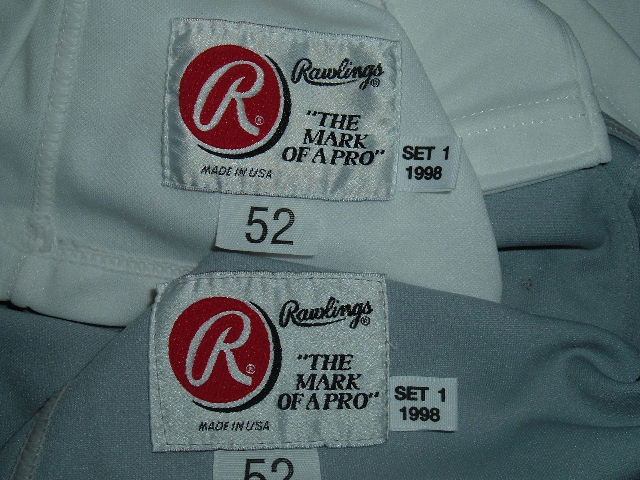 R®
Rawlings®
"THE
MARK
OF A PRO"
MADE IN USA
SET 1
1998
52
R®
Rawlings®
"THE
MARK
OF A PRO"
MADE IN USA
SET 1
1998
52